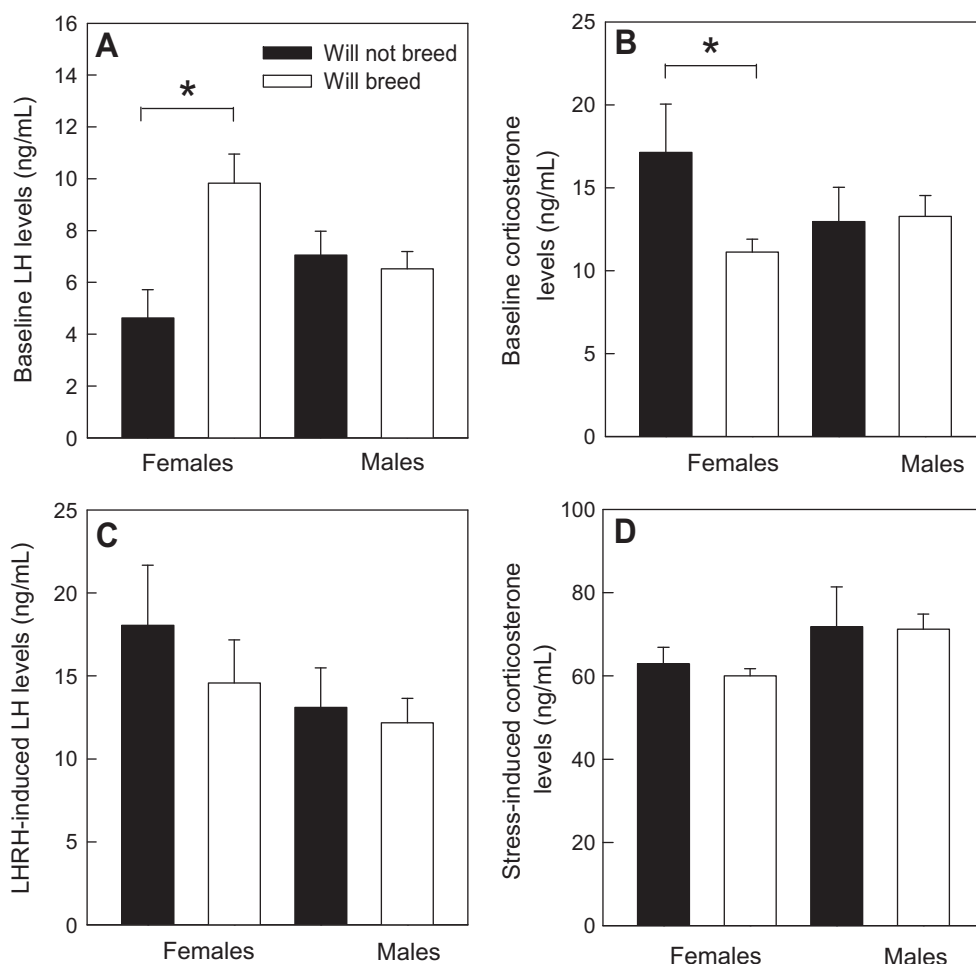 A
Will not breed
Will breed
*
Baseline LH levels (ng/mL)
16
14
12
10
8
6
4
2
0
Females
Males
B
*
Baseline corticosterone
levels (ng/mL)
25
20
15
10
5
0
Females
Males
C
LHRH-induced LH levels (ng/mL)
25
20
15
10
5
0
Females
Males
D
Stress-induced corticosterone
levels (ng/mL)
100
80
60
40
20
0
Females
Males